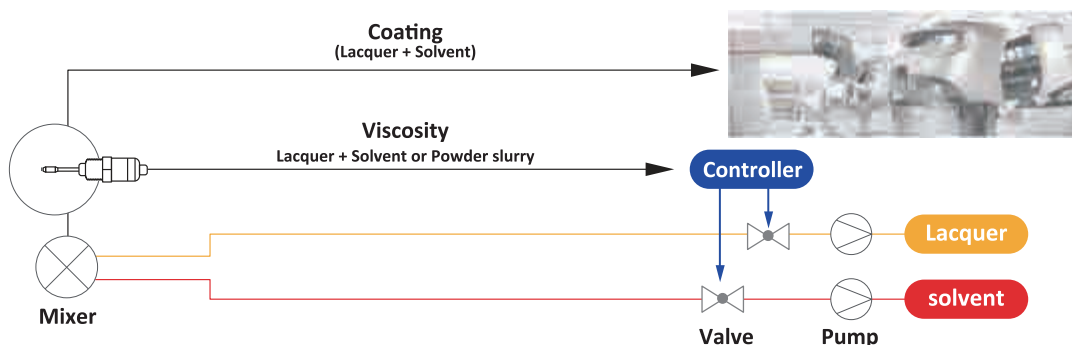 Coating
(Lacquer + Solvent)
Viscosity
Lacquer + Solvent or Powder slurry
Controller
Lacquer
solvent
Mixer
Valve
Pump